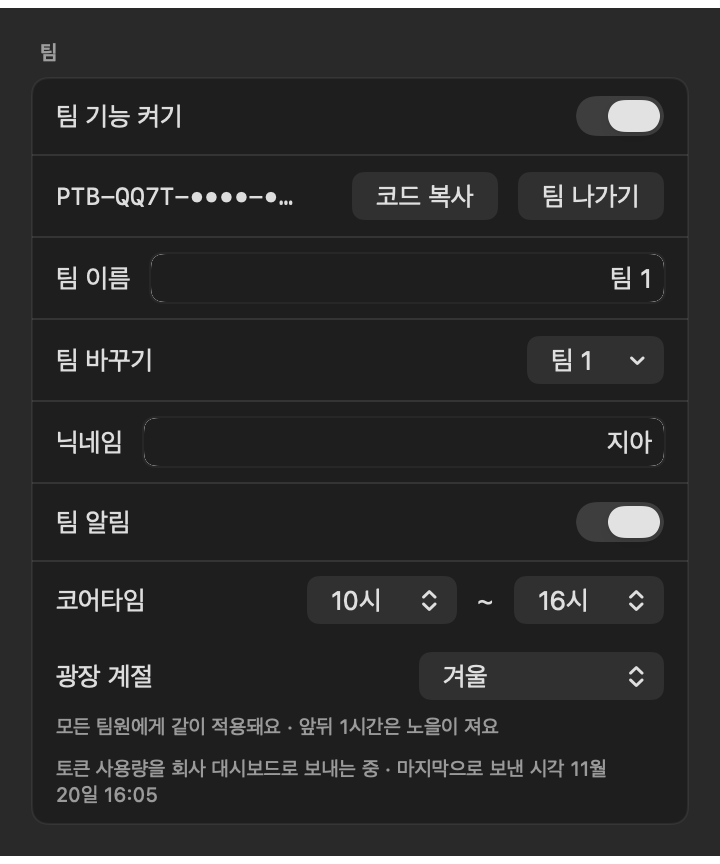 팀
팀 기능 켜기
PTB-QQ7T-●●●●-●…
코드 복사
팀 나가기
팀 이름
팀 1
팀 바꾸기
팀 1
닉네임
지아
팀 알림
코어타임
10시
~
16시
광장 계절
겨울
모든 팀원에게 같이 적용돼요 · 앞뒤 1시간은 노을이 져요
토큰 사용량을 회사 대시보드로 보내는 중 · 마지막으로 보낸 시각 11월
20일 16:05